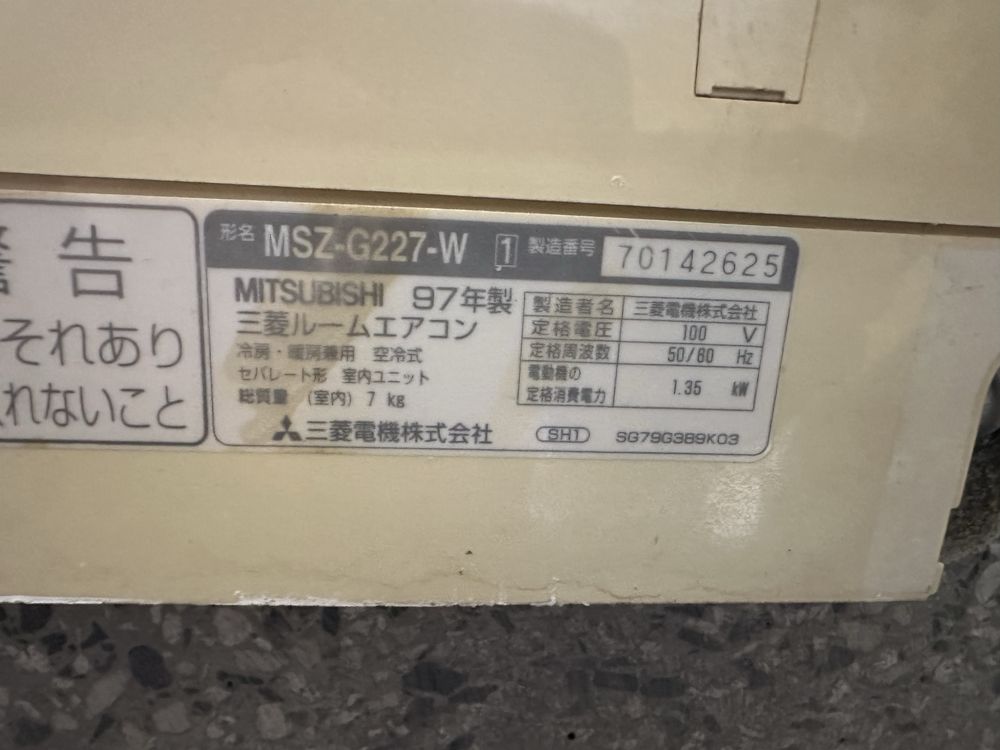 警告
それあり
れないこと
形名 MSZ-G227-W 1 製造番号 70142625
MITSUBISHI 97年製
三菱ルームエアコン
冷房・暖房兼用 空冷式
セパレート形 室内ユニット
総質量 (室内) 7 kg
製造者名 三菱電機株式会社
定格電圧 100 V
定格周波数 50/60 Hz
電動機の
定格消費電力 1.35 kW
三菱電機株式会社 SH1 SG79G389K03